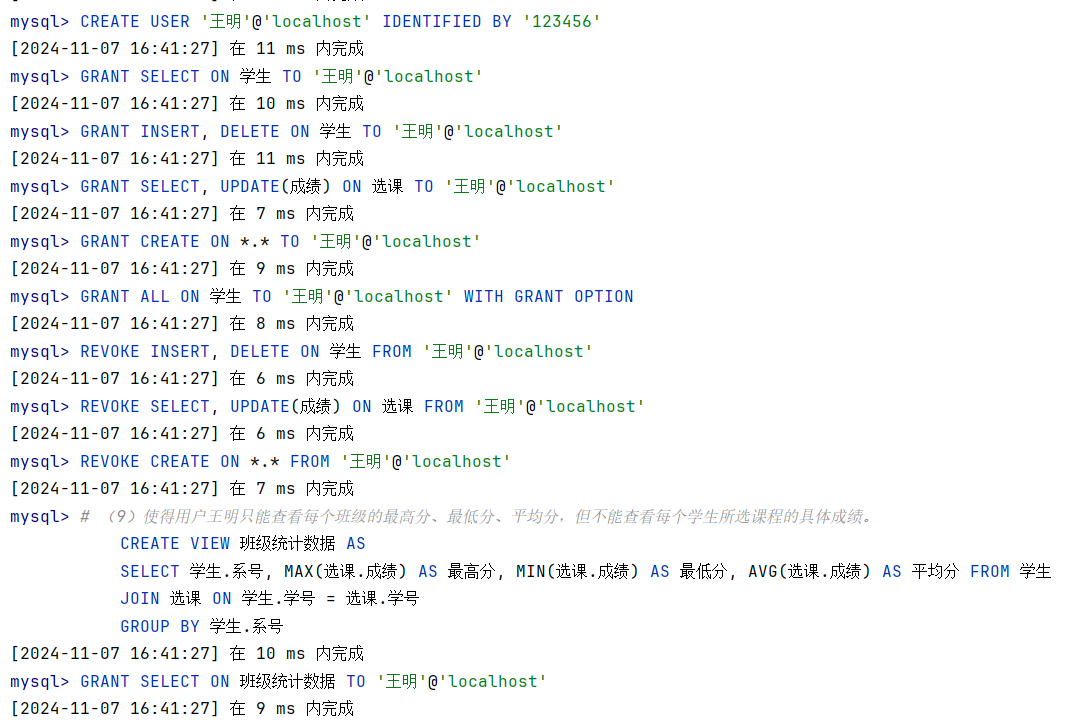 mysql> CREATE USER '王明'@'localhost' IDENTIFIED BY '123456'
[2024-11-07 16:41:27] 在 11 ms 内完成
mysql> GRANT SELECT ON 学生 TO '王明'@'localhost'
[2024-11-07 16:41:27] 在 10 ms 内完成
mysql> GRANT INSERT, DELETE ON 学生 TO '王明'@'localhost'
[2024-11-07 16:41:27] 在 11 ms 内完成
mysql> GRANT SELECT, UPDATE(成绩) ON 选课 TO '王明'@'localhost'
[2024-11-07 16:41:27] 在 7 ms 内完成
mysql> GRANT CREATE ON *.* TO '王明'@'localhost'
[2024-11-07 16:41:27] 在 9 ms 内完成
mysql> GRANT ALL ON 学生 TO '王明'@'localhost' WITH GRANT OPTION
[2024-11-07 16:41:27] 在 8 ms 内完成
mysql> REVOKE INSERT, DELETE ON 学生 FROM '王明'@'localhost'
[2024-11-07 16:41:27] 在 6 ms 内完成
mysql> REVOKE SELECT, UPDATE(成绩) ON 选课 FROM '王明'@'localhost'
[2024-11-07 16:41:27] 在 6 ms 内完成
mysql> REVOKE CREATE ON *.* FROM '王明'@'localhost'
[2024-11-07 16:41:27] 在 7 ms 内完成
mysql> # （9）使得用户王明只能查看每个班级的最高分、最低分、平均分，但不能查看每个学生所选课程的具体成绩。
CREATE VIEW 班级统计数据 AS
SELECT 学生.系号, MAX(选课.成绩) AS 最高分, MIN(选课.成绩) AS 最低分, AVG(选课.成绩) AS 平均分 FROM 学生
JOIN 选课 ON 学生.学号 = 选课.学号
GROUP BY 学生.系号
[2024-11-07 16:41:27] 在 10 ms 内完成
mysql> GRANT SELECT ON 班级统计数据 TO '王明'@'localhost'
[2024-11-07 16:41:27] 在 9 ms 内完成